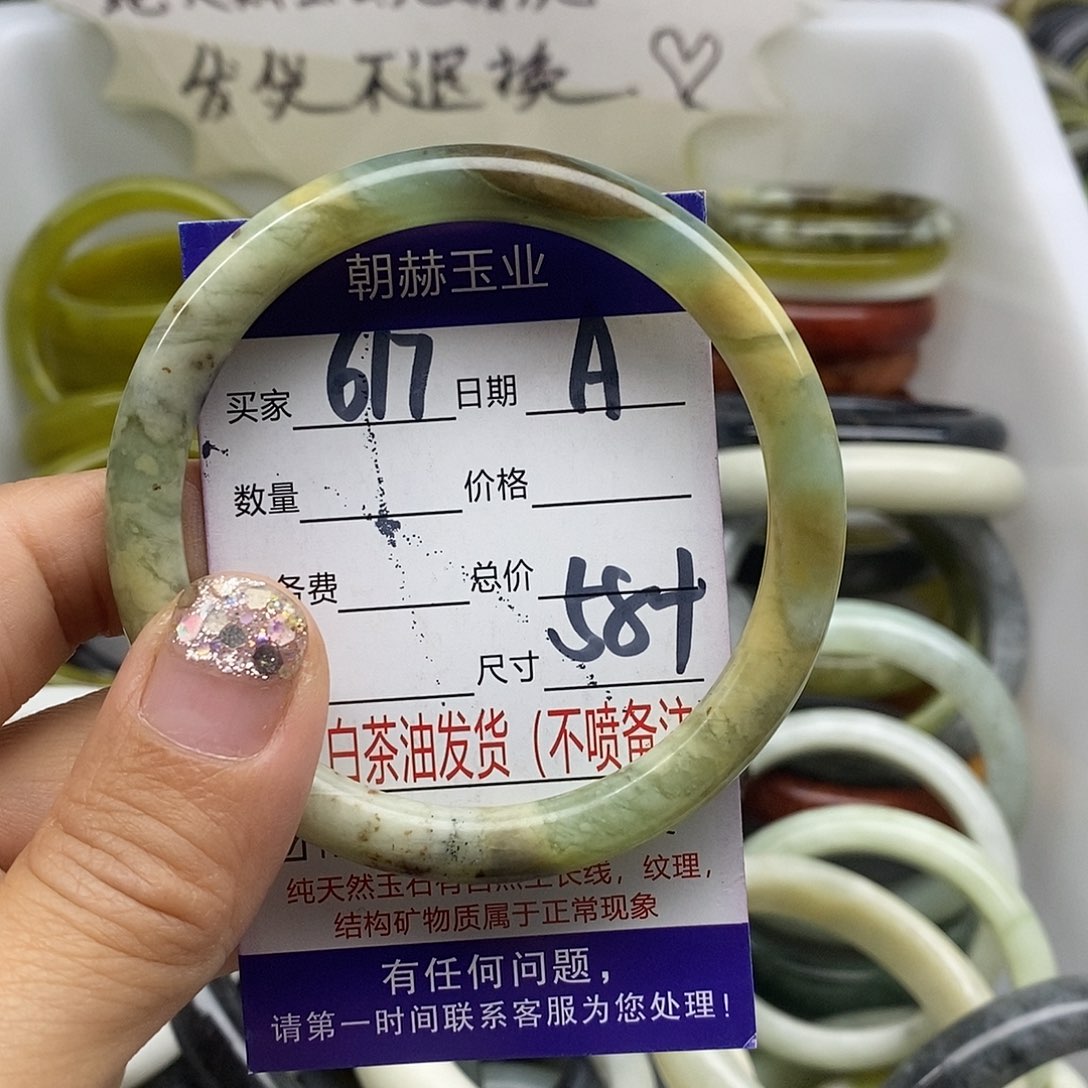 售货不退换
朝赫玉业
买家 617 日期 A
数量 价格
务费 总价
尺寸 584
白茶油发货（不喷备注
纯天然玉石有自然生长线，纹理，
结构矿物质属于正常现象
有任何问题，
请第一时间联系客服为您处理！